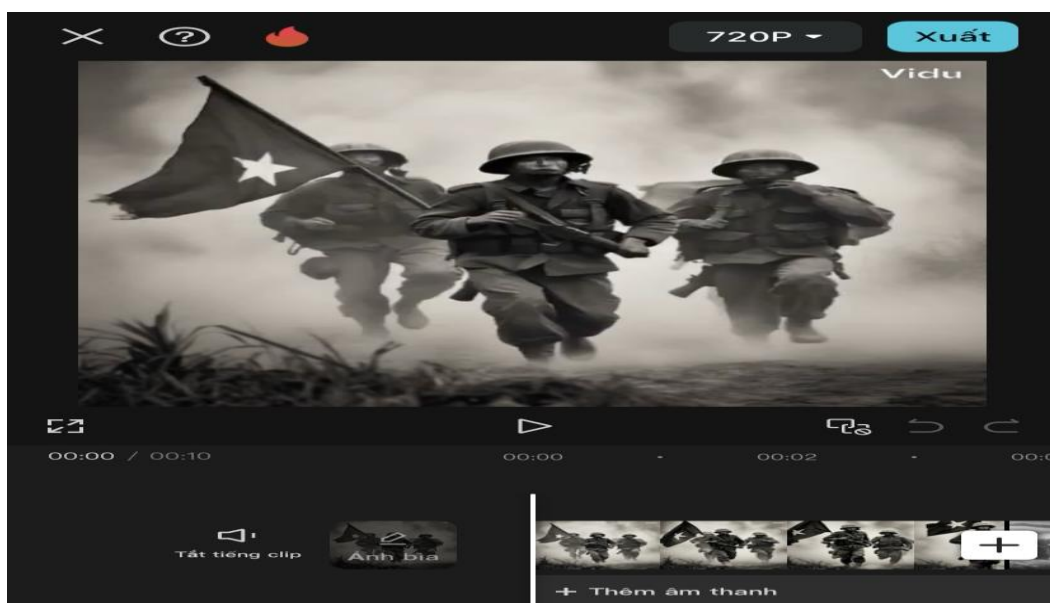 720P
Xuất
Vidu
00:00 / 00:10
00:00
00:02
Tắt tiếng clip
Ảnh bìa
+ Thêm âm thanh